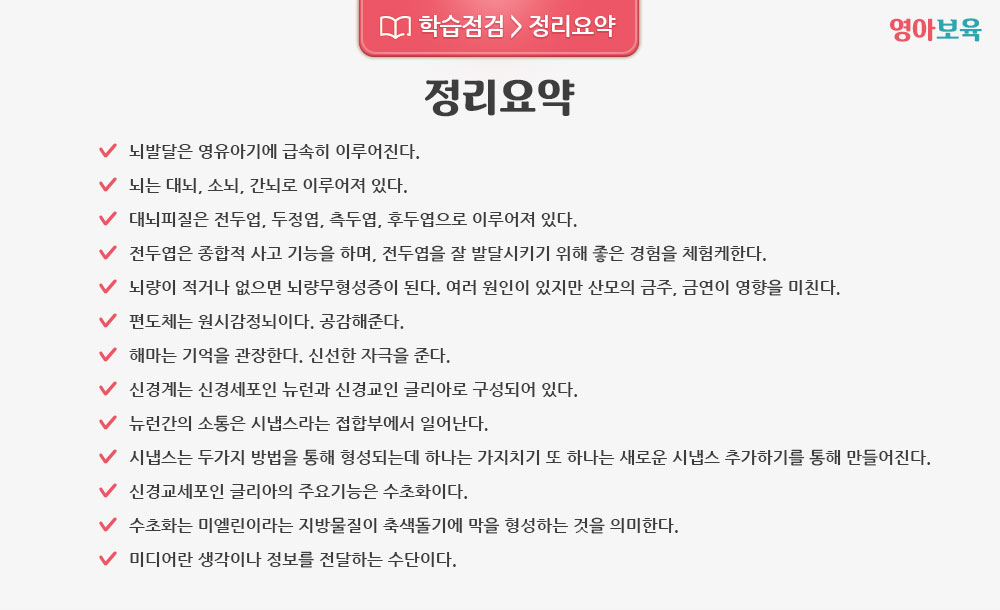 학습점검 > 정리요약
영아보육
정리요약
뇌발달은 영유아기에 급속히 이루어진다.
뇌는 대뇌, 소뇌, 간뇌로 이루어져 있다.
대뇌피질은 전두업, 두정엽, 측두엽, 후두엽으로 이루어져 있다.
전두엽은 종합적 사고 기능을 하며, 전두엽을 잘 발달시키기 위해 좋은 경험을 체험케한다.
뇌량이 적거나 없으면 뇌량무형성증이 된다. 여러 원인이 있지만 산모의 금주, 금연이 영향을 미친다.
편도체는 원시감정뇌이다. 공감해준다.
해마는 기억을 관장한다. 신선한 자극을 준다.
신경계는 신경세포인 뉴런과 신경교인 글리아로 구성되어 있다.
뉴런간의 소통은 시냅스라는 접합부에서 일어난다.
시냅스는 두가지 방법을 통해 형성되는데 하나는 가지치기 또 하나는 새로운 시냅스 추가하기를 통해 만들어진다.
신경교세포인 글리아의 주요기능은 수초화이다.
수초화는 미엘린이라는 지방물질이 축색돌기에 막을 형성하는 것을 의미한다.
미디어란 생각이나 정보를 전달하는 수단이다.